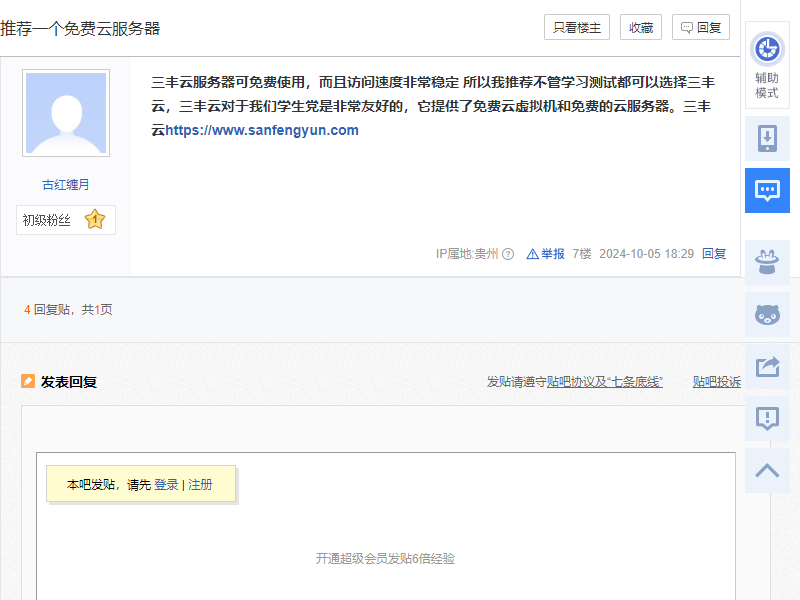 推荐一个免费云服务器
只看楼主
收藏
回复
辅助
模式
三丰云服务器可免费使用，而且访问速度非常稳定 所以我推荐不管学习测试都可以选择三丰
云，三丰云对于我们学生党是非常友好的，它提供了免费云虚拟机和免费的云服务器。三丰
云https://www.sanfengyun.com
古红缠月
初级粉丝 1
IP属地:贵州 ? 举报 7楼 2024-10-05 18:29 回复
4 回复贴，共1页
发表回复
发贴请遵守贴吧协议及“七条底线” 贴吧投诉
本吧发贴，请先 登录 | 注册
开通超级会员发贴6倍经验